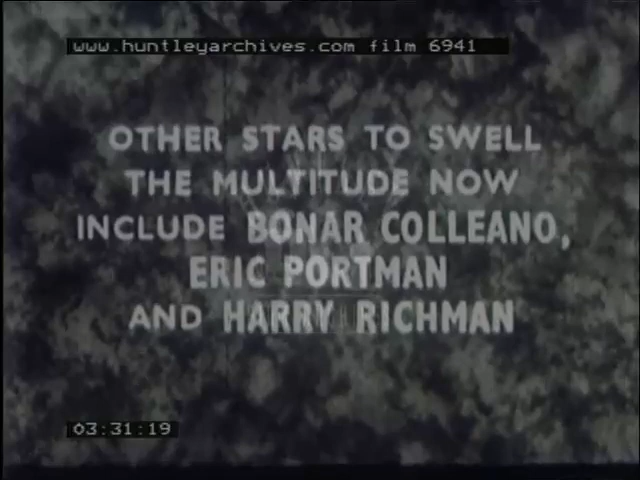 www.huntleyarchives.com film 6941
OTHER STARS TO SWELL
THE MULTITUDE NOW
INCLUDE BONAR COLLEANO,
ERIC PORTMAN
AND HARRY RICHMAN
03:31:19